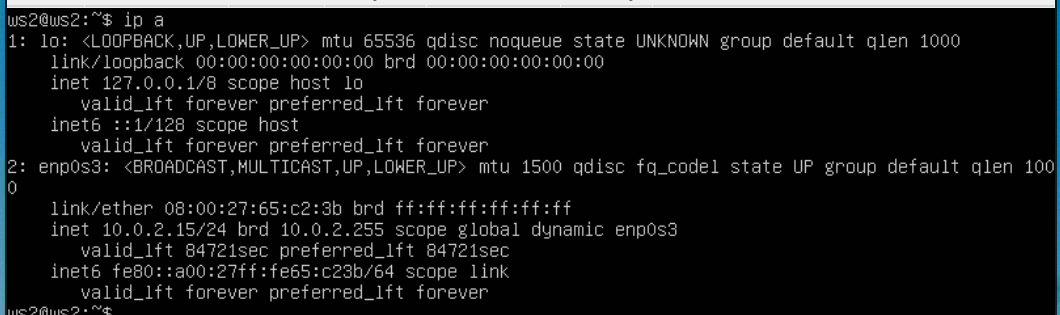 ws2@ws2:~$ ip a
1: lo: <LOOPBACK,UP,LOWER_UP> mtu 65536 qdisc noqueue state UNKNOWN group default qlen 1000
    link/loopback 00:00:00:00:00:00 brd 00:00:00:00:00:00
    inet 127.0.0.1/8 scope host lo
       valid_lft forever preferred_lft forever
    inet6 ::1/128 scope host
       valid_lft forever preferred_lft forever
2: enp0s3: <BROADCAST,MULTICAST,UP,LOWER_UP> mtu 1500 qdisc fq_codel state UP group default qlen 100
0
    link/ether 08:00:27:65:c2:3b brd ff:ff:ff:ff:ff:ff
    inet 10.0.2.15/24 brd 10.0.2.255 scope global dynamic enp0s3
       valid_lft 84721sec preferred_lft 84721sec
    inet6 fe80::a00:27ff:fe65:c23b/64 scope link
       valid_lft forever preferred_lft forever
ws2@ws2:~$